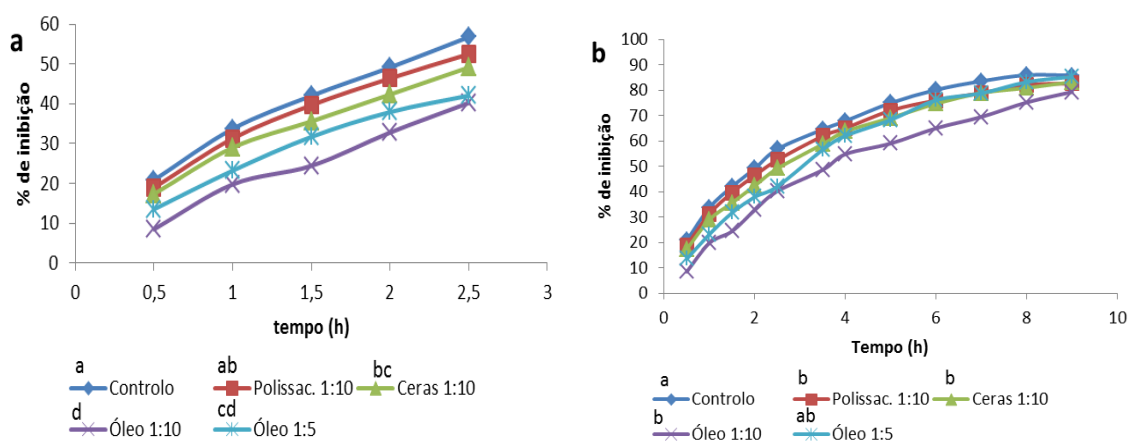 a
% de inibição
60
50
40
30
20
10
0
0 0,5 1 1,5 2 2,5 3
tempo (h)
a ab bc
Controlo Polissac. 1:10 Ceras 1:10
d cd
Óleo 1:10 Óleo 1:5
b
% de inibição
100
90
80
70
60
50
40
30
20
10
0
0 2 4 6 8 10
Tempo (h)
a b b
Controlo Polissac. 1:10 Ceras 1:10
b ab
Óleo 1:10 Óleo 1:5